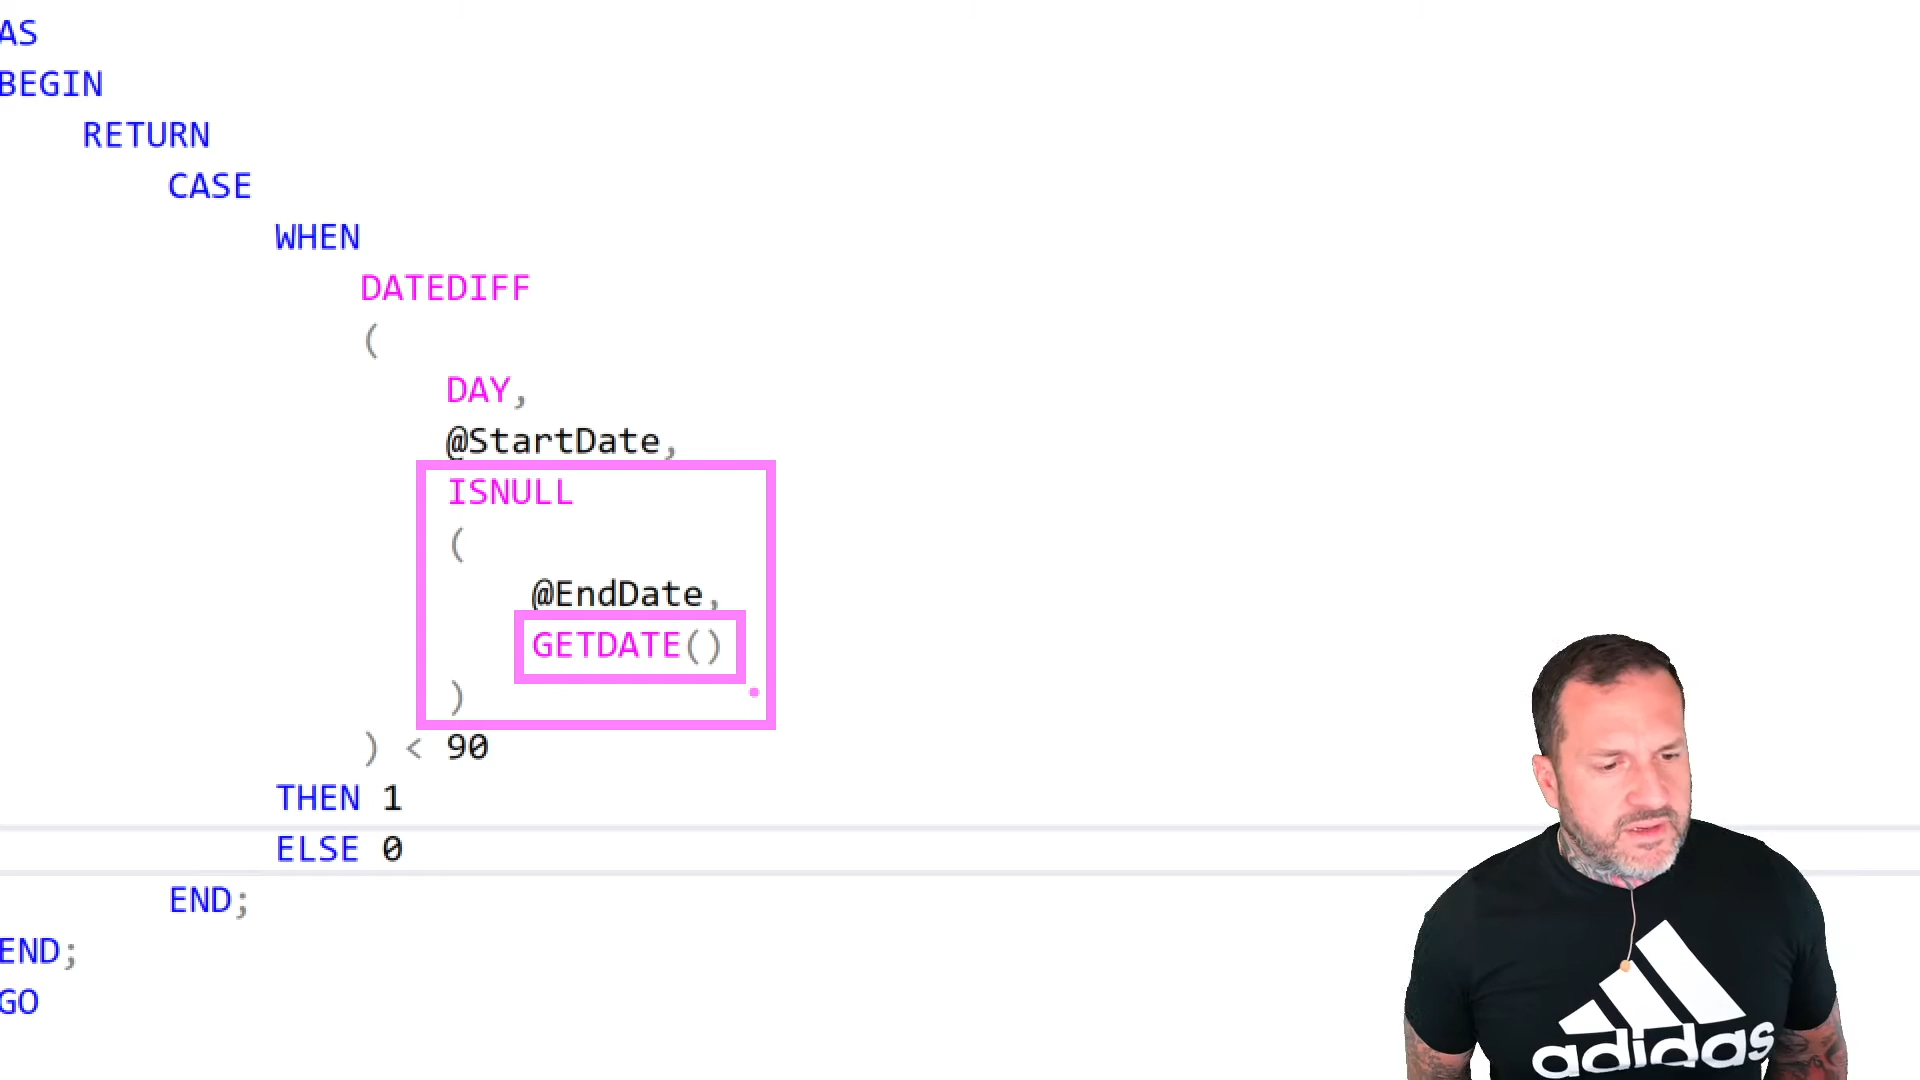 AS
BEGIN
RETURN
CASE
WHEN
DATEDIFF
(
DAY,
@StartDate,
ISNULL
(
@EndDate,
GETDATE()
)
) < 90
THEN 1
ELSE 0
END;
END;
GO
adidas